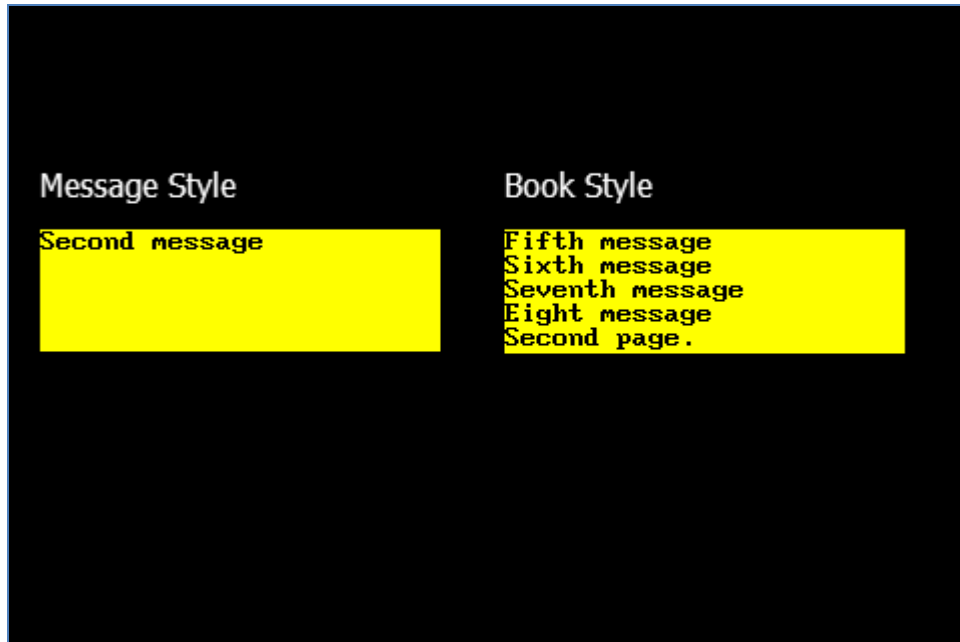 Message Style
Second message
Book Style
Fifth message
Sixth message
Seventh message
Eight message
Second page.